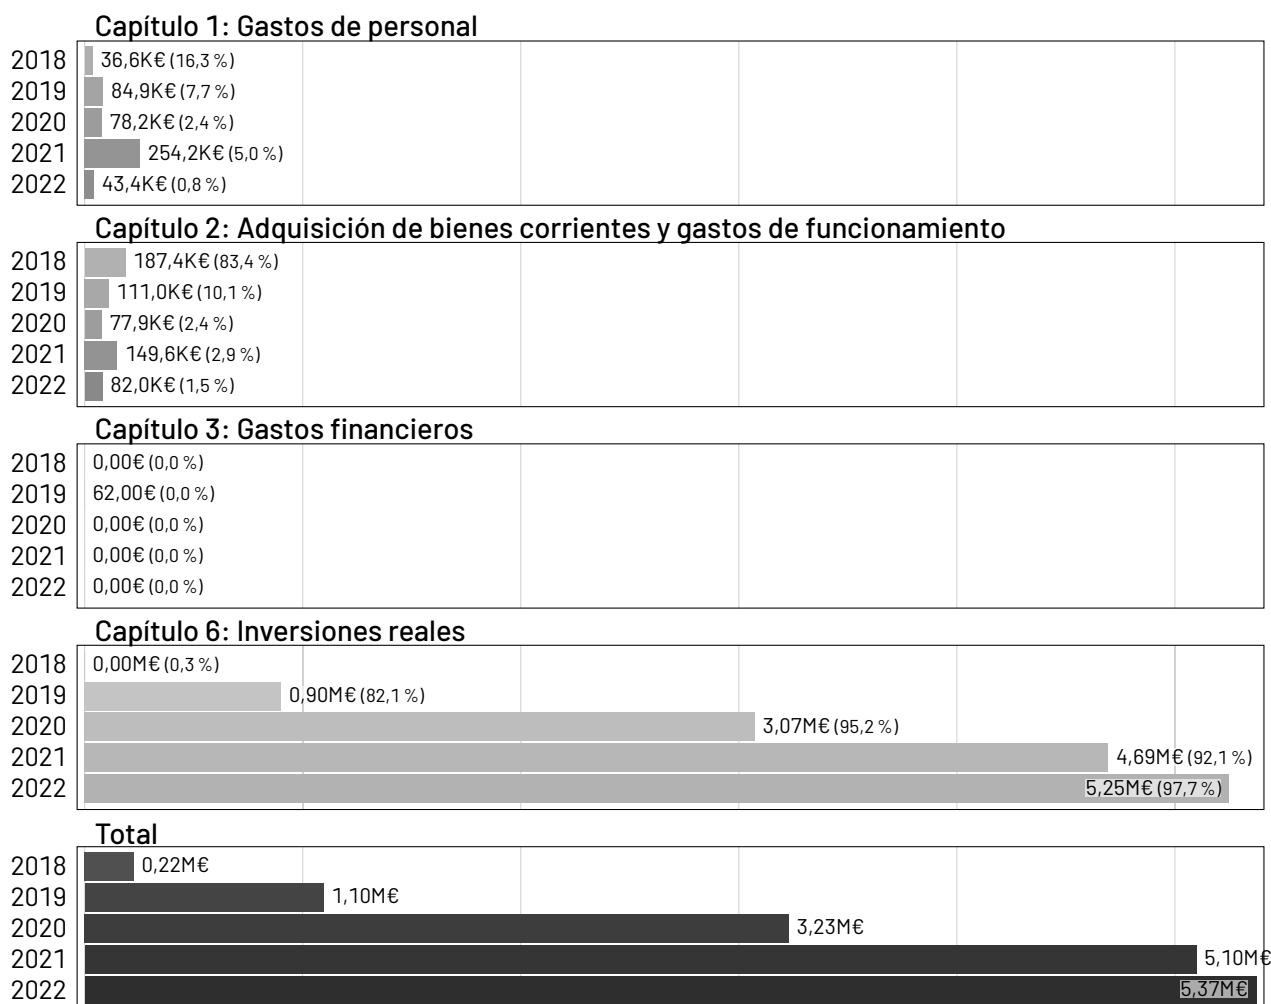 Capítulo 1: Gastos de personal
2018 36,6K€ (16,3 %)
2019 84,9K€ (7,7 %)
2020 78,2K€ (2,4 %)
2021 254,2K€ (5,0 %)
2022 43,4K€ (0,8 %)
Capítulo 2: Adquisición de bienes corrientes y gastos de funcionamiento
2018 187,4K€ (83,4 %)
2019 111,0K€ (10,1 %)
2020 77,9K€ (2,4 %)
2021 149,6K€ (2,9 %)
2022 82,0K€ (1,5 %)
Capítulo 3: Gastos financieros
2018 0,00€ (0,0 %)
2019 62,00€ (0,0 %)
2020 0,00€ (0,0 %)
2021 0,00€ (0,0 %)
2022 0,00€ (0,0 %)
Capítulo 6: Inversiones reales
2018 0,00M€ (0,3 %)
2019 0,90M€ (82,1 %)
2020 3,07M€ (95,2 %)
2021 4,69M€ (92,1 %)
2022 5,25M€ (97,7 %)
Total
2018 0,22M€
2019 1,10M€
2020 3,23M€
2021 5,10M€
2022 5,37M€